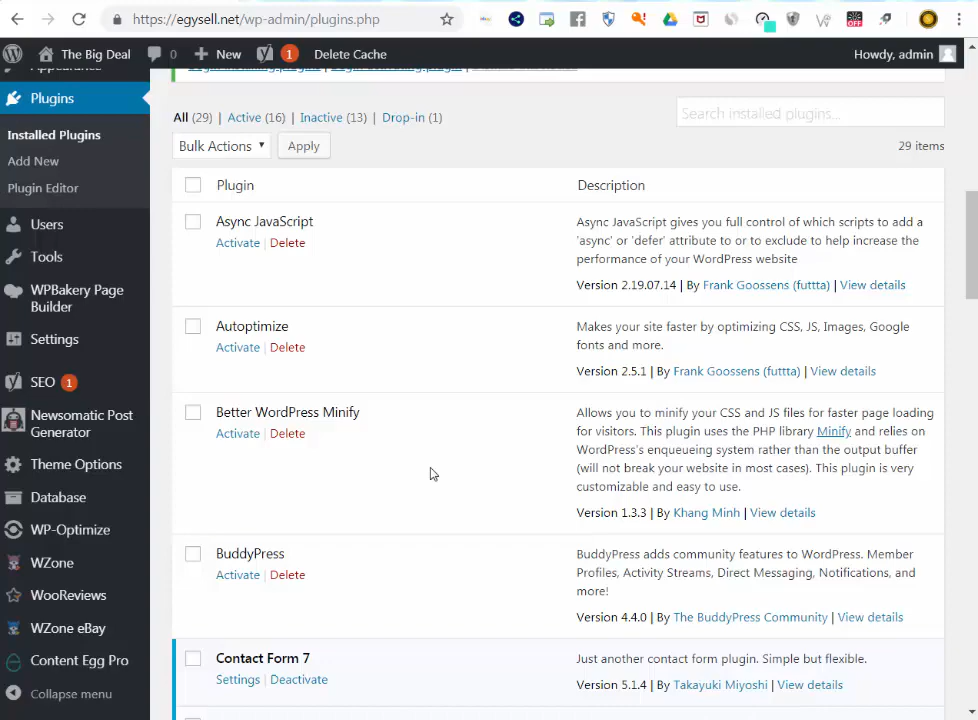 https://egysell.net/wp-admin/plugins.php
OFF
The Big Deal 0 New 1 Delete Cache Howdy, admin
Appearance
Plugins
Installed Plugins
Add New
Plugin Editor
Users
Tools
WPBakery Page
Builder
Settings
SEO 1
Newsomatic Post
Generator
Theme Options
Database
WP-Optimize
WZone
WooReviews
WZone eBay
Content Egg Pro
Collapse menu
All (29) | Active (16) | Inactive (13) | Drop-in (1)
Search installed plugins...
Bulk Actions Apply
29 items
Plugin Description
Async JavaScript
Activate | Delete
Async JavaScript gives you full control of which scripts to add a
'async' or 'defer' attribute to or to exclude to help increase the
performance of your WordPress website
Version 2.19.07.14 | By Frank Goossens (futtta) | View details
Autoptimize
Activate | Delete
Makes your site faster by optimizing CSS, JS, Images, Google
fonts and more.
Version 2.5.1 | By Frank Goossens (futtta) | View details
Better WordPress Minify
Activate | Delete
Allows you to minify your CSS and JS files for faster page loading
for visitors. This plugin uses the PHP library Minify and relies on
WordPress's enqueueing system rather than the output buffer
(will not break your website in most cases). This plugin is very
customizable and easy to use.
Version 1.3.3 | By Khang Minh | View details
BuddyPress
Activate | Delete
BuddyPress adds community features to WordPress. Member
Profiles, Activity Streams, Direct Messaging, Notifications, and
more!
Version 4.4.0 | By The BuddyPress Community | View details
Contact Form 7
Settings | Deactivate
Just another contact form plugin. Simple but flexible.
Version 5.1.4 | By Takayuki Miyoshi | View details